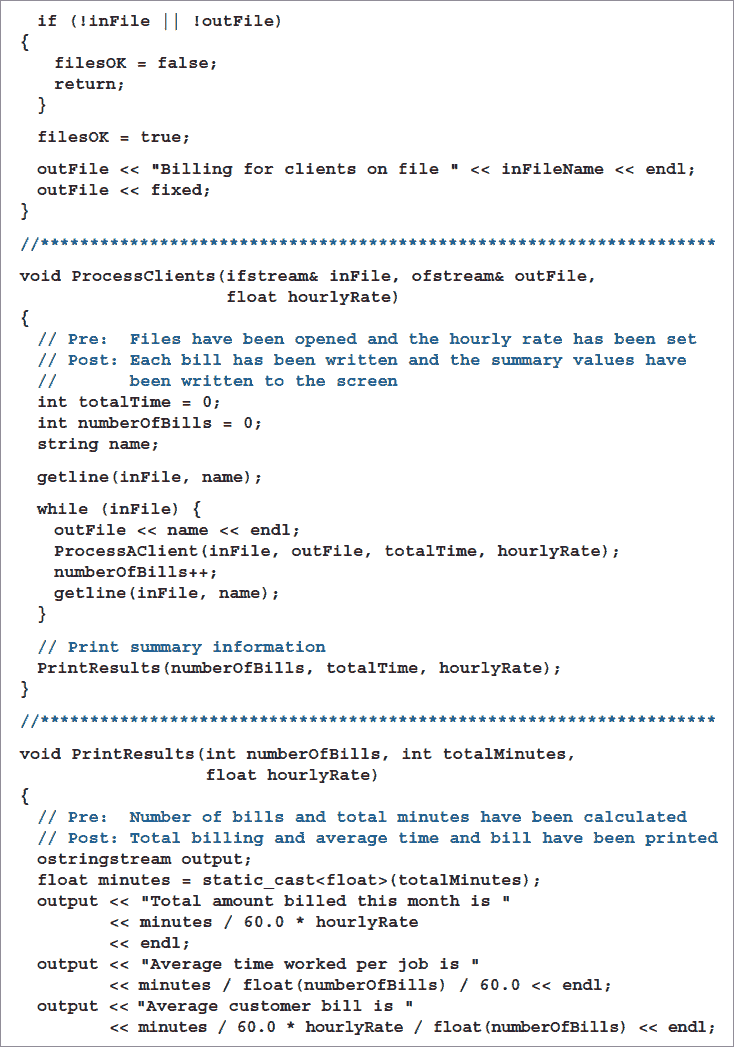 if (!inFile || !outFile)
{
filesOK = false;
return;
}
filesOK = true;
outFile << "Billing for clients on file " << inFileName << endl;
outFile << fixed;
}
//********************************************************************
void ProcessClients(ifstream& inFile, ofstream& outFile,
float hourlyRate)
{
// Pre:  Files have been opened and the hourly rate has been set
// Post: Each bill has been written and the summary values have
//       been written to the screen
int totalTime = 0;
int numberOfBills = 0;
string name;
getline(inFile, name);
while (inFile) {
outFile << name << endl;
ProcessAClient(inFile, outFile, totalTime, hourlyRate);
numberOfBills++;
getline(inFile, name);
}
// Print summary information
PrintResults(numberOfBills, totalTime, hourlyRate);
}
//********************************************************************
void PrintResults(int numberOfBills, int totalMinutes,
float hourlyRate)
{
// Pre:  Number of bills and total minutes have been calculated
// Post: Total billing and average time and bill have been printed
ostringstream output;
float minutes = static_cast<float>(totalMinutes);
output << "Total amount billed this month is "
<< minutes / 60.0 * hourlyRate
<< endl;
output << "Average time worked per job is "
<< minutes / float(numberOfBills) / 60.0 << endl;
output << "Average customer bill is "
<< minutes / 60.0 * hourlyRate / float(numberOfBills) << endl;